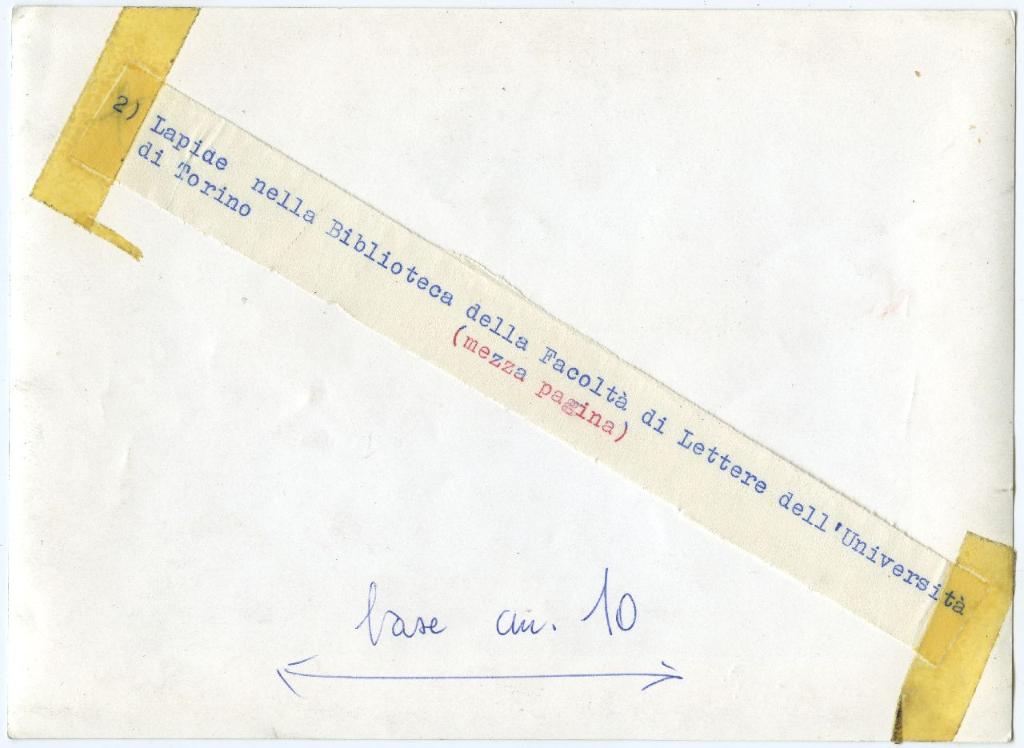 2) Lapide nella Biblioteca della Facoltà di Lettere dell'Università
di Torino
(mezza pagina)
base cm. 10